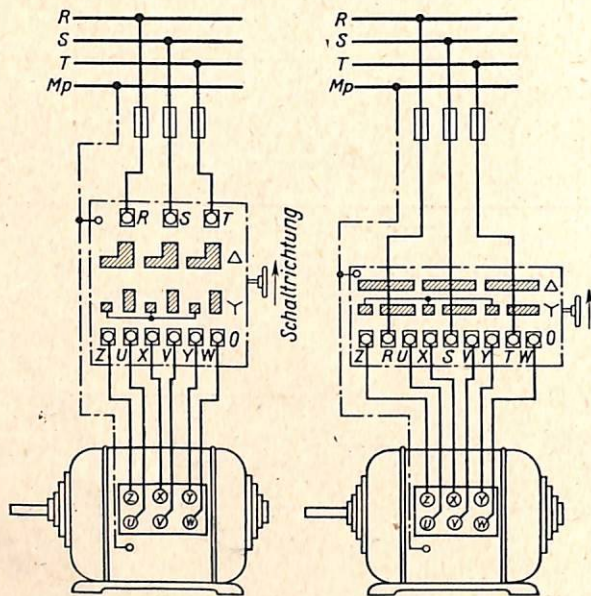 R
S
T
Mp
R S T
Δ
Y
0
Z U X V Y W
Schaltrichtung
Z X Y
U V W
R
S
T
Mp
Δ
Y
0
Z R U X S V Y T W
Z X Y
U V W